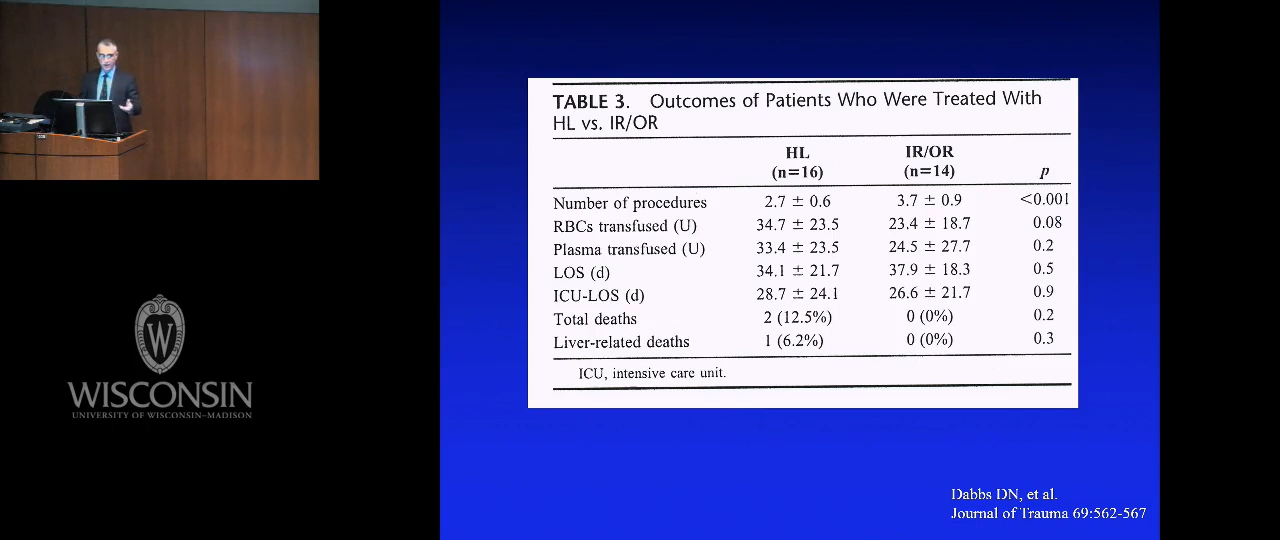 TABLE 3. Outcomes of Patients Who Were Treated With
HL vs. IR/OR
HL IR/OR
(n=16) (n=14) p
Number of procedures 2.7 ± 0.6 3.7 ± 0.9 <0.001
RBCs transfused (U) 34.7 ± 23.5 23.4 ± 18.7 0.08
Plasma transfused (U) 33.4 ± 23.5 24.5 ± 27.7 0.2
LOS (d) 34.1 ± 21.7 37.9 ± 18.3 0.5
ICU-LOS (d) 28.7 ± 24.1 26.6 ± 21.7 0.9
Total deaths 2 (12.5%) 0 (0%) 0.2
Liver-related deaths 1 (6.2%) 0 (0%) 0.3
ICU, intensive care unit.
W
WISCONSIN
UNIVERSITY OF WISCONSIN–MADISON
Dabbs DN, et al.
Journal of Trauma 69:562-567